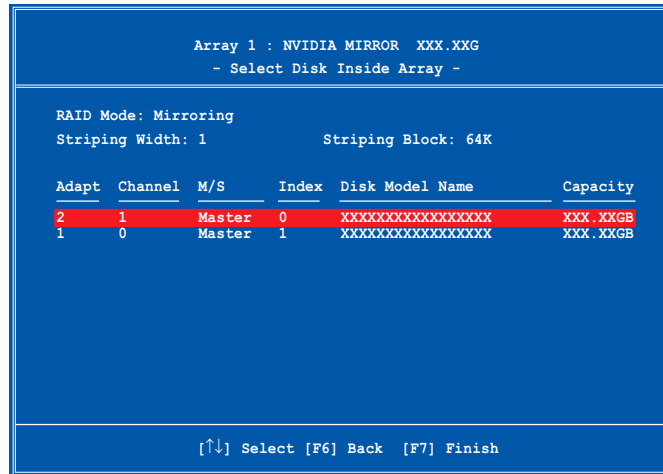 Array 1 : NVIDIA MIRROR XXX.XXG
- Select Disk Inside Array -
RAID Mode: Mirroring
Striping Width: 1 Striping Block: 64K
Adapt Channel M/S Index Disk Model Name Capacity
2 1 Master 0 XXXXXXXXXXXXXXXXX XXX.XXGB
1 0 Master 1 XXXXXXXXXXXXXXXXX XXX.XXGB
[↑↓] Select [F6] Back [F7] Finish